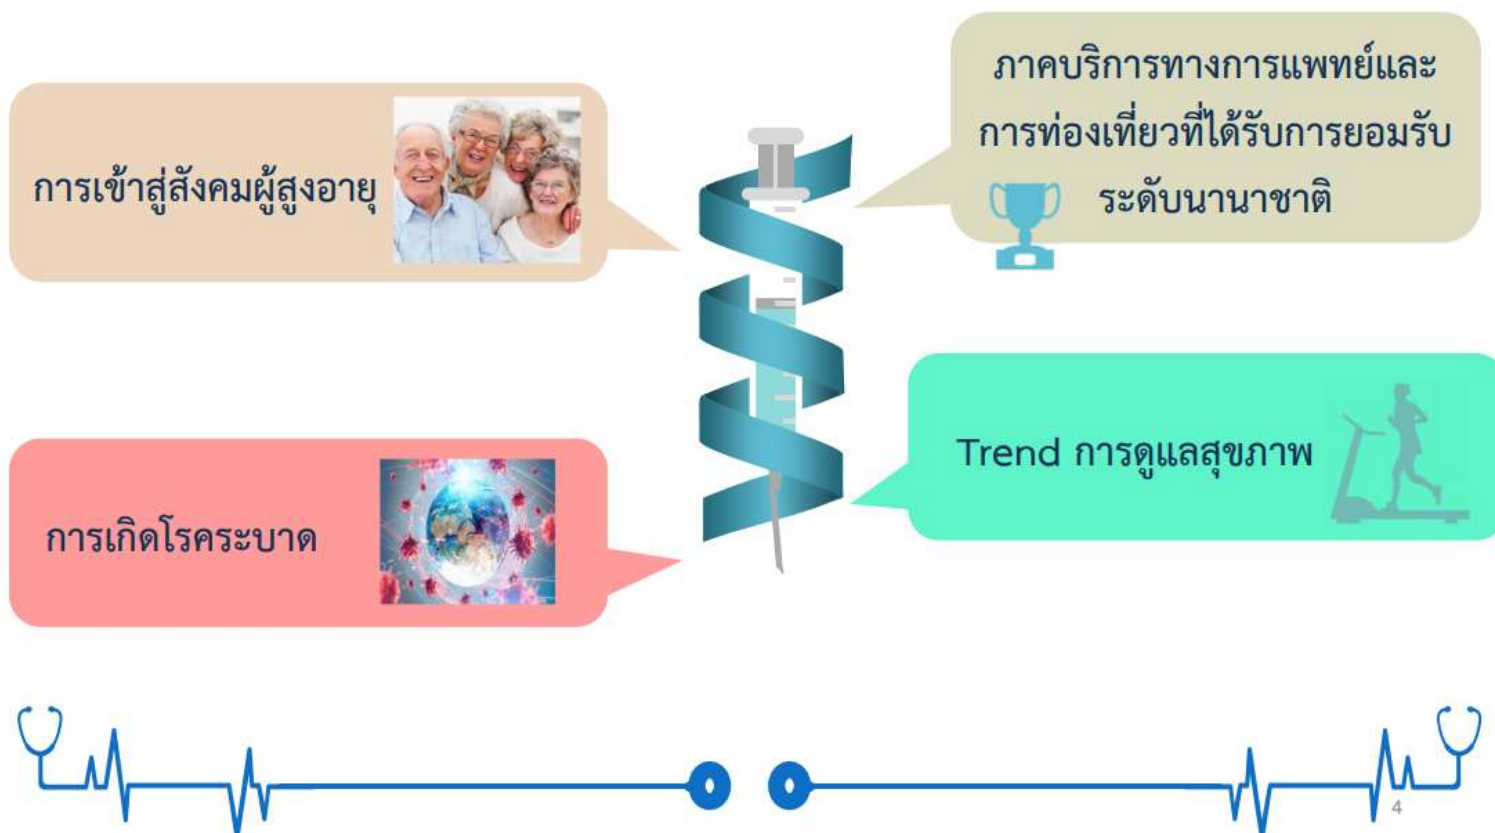 การเข้าสู่สังคมผู้สูงอายุ
ภาคบริการทางการแพทย์และ
การท่องเที่ยวที่ได้รับการยอมรับ
ระดับนานาชาติ
การเกิดโรคระบาด
Trend การดูแลสุขภาพ
4